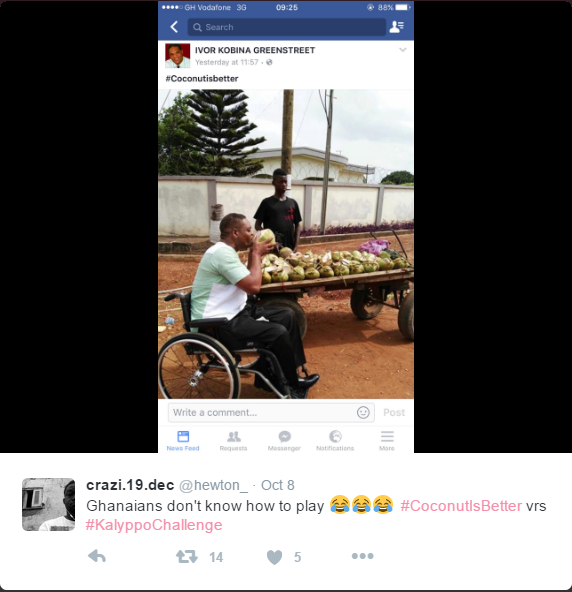 GH Vodafone 3G 09:25 88%
Search
IVOR KOBINA GREENSTREET
Yesterday at 11:57 ·
#Coconutisbetter
Write a comment... Post
News Feed Requests Messenger Notifications More
crazi.19.dec @hewton_ · Oct 8
Ghanaians don't know how to play 😂😂😂 #CoconutIsBetter vrs
#KalyppoChallenge
14 5